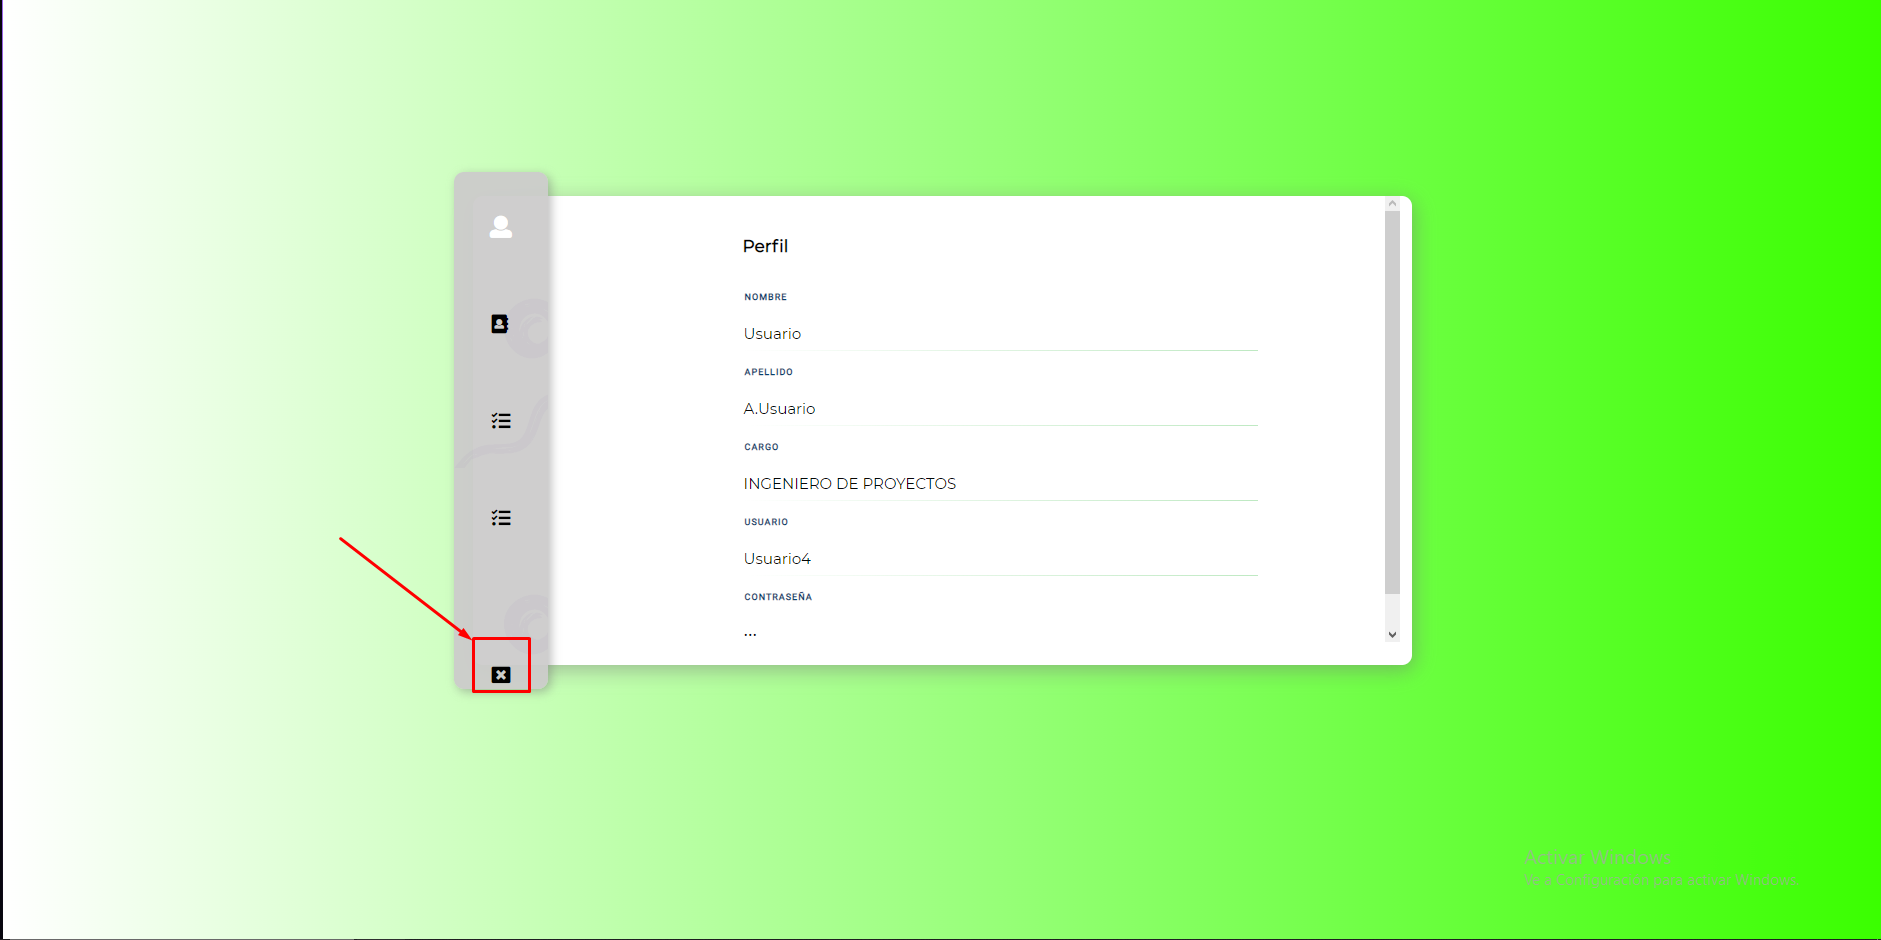 Perfil
NOMBRE
Usuario
APELLIDO
A.Usuario
CARGO
INGENIERO DE PROYECTOS
USUARIO
Usuario4
CONTRASEÑA
...
Activar Windows
Ve a Configuración para activar Windows.